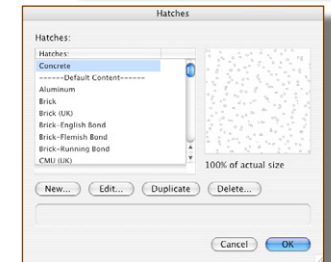 Hatches
Hatches:
Hatches:
Concrete
------Default Content------
Aluminum
Brick
Brick (UK)
Brick-English Bond
Brick-Flemish Bond
Brick-Running Bond
CMU (UK)
100% of actual size
New...
Edit...
Duplicate
Delete...
Cancel
OK